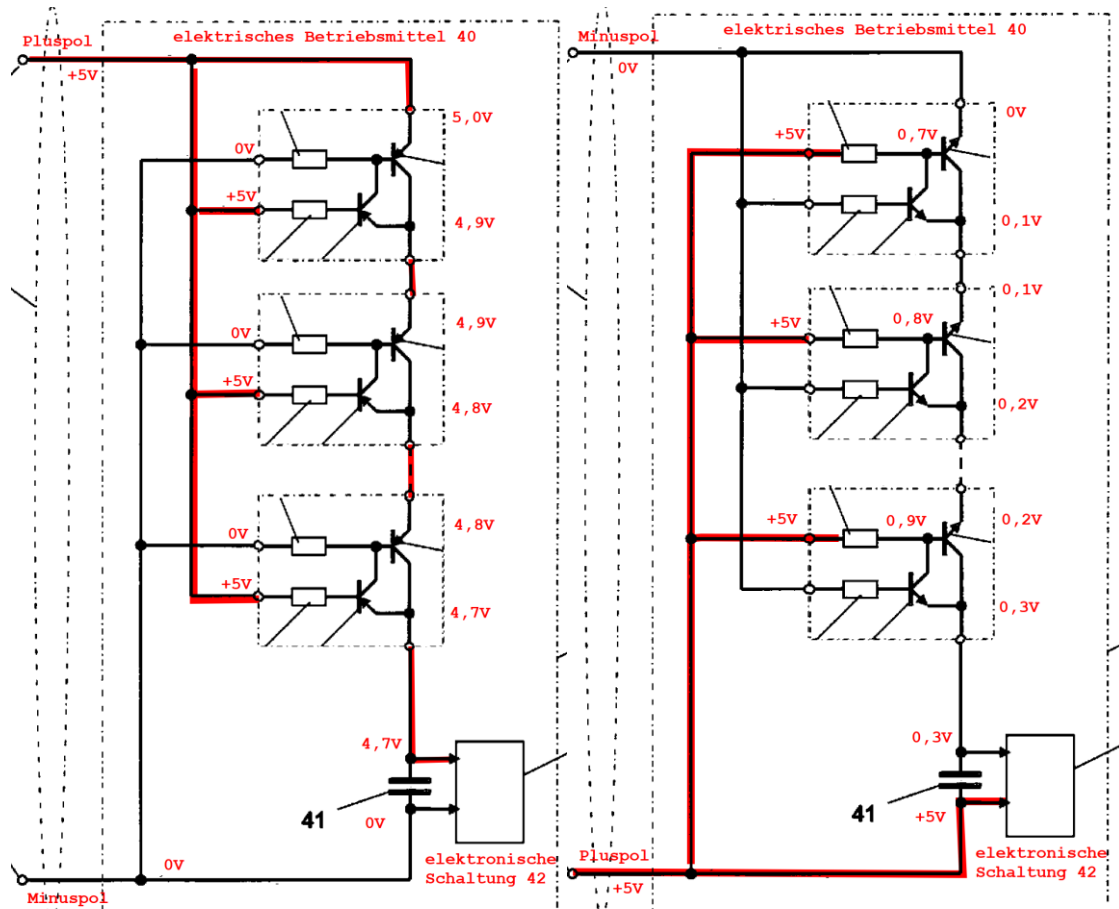 elektrisches Betriebsmittel 40
Pluspol
+5V
5,0V
0V
+5V
4,9V
4,9V
0V
+5V
4,8V
4,8V
0V
+5V
4,7V
4,7V
41
0V
elektronische
Schaltung 42
0V
Minuspol
elektrisches Betriebsmittel 40
Minuspol
0V
0V
+5V
0,7V
0,1V
0,1V
+5V
0,8V
0,2V
0,2V
+5V
0,9V
0,3V
0,3V
41
+5V
elektronische
Schaltung 42
Pluspol
+5V